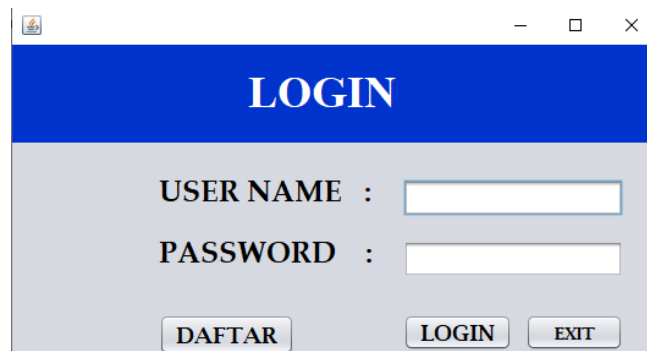 LOGIN
USER NAME :
PASSWORD :
DAFTAR LOGIN EXIT